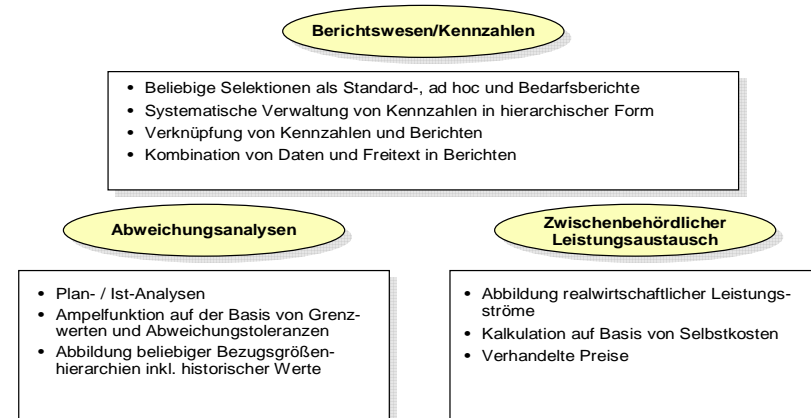 Berichtswesen/Kennzahlen
• Beliebige Selektionen als Standard-, ad hoc und Bedarfsberichte
• Systematische Verwaltung von Kennzahlen in hierarchischer Form
• Verknüpfung von Kennzahlen und Berichten
• Kombination von Daten und Freitext in Berichten
Abweichungsanalysen
• Plan- / Ist-Analysen
• Ampelfunktion auf der Basis von Grenz-
werten und Abweichungstoleranzen
• Abbildung beliebiger Bezugsgrößen-
hierarchien inkl. historischer Werte
Zwischenbehördlicher
Leistungsaustausch
• Abbildung realwirtschaftlicher Leistungs-
ströme
• Kalkulation auf Basis von Selbstkosten
• Verhandelte Preise